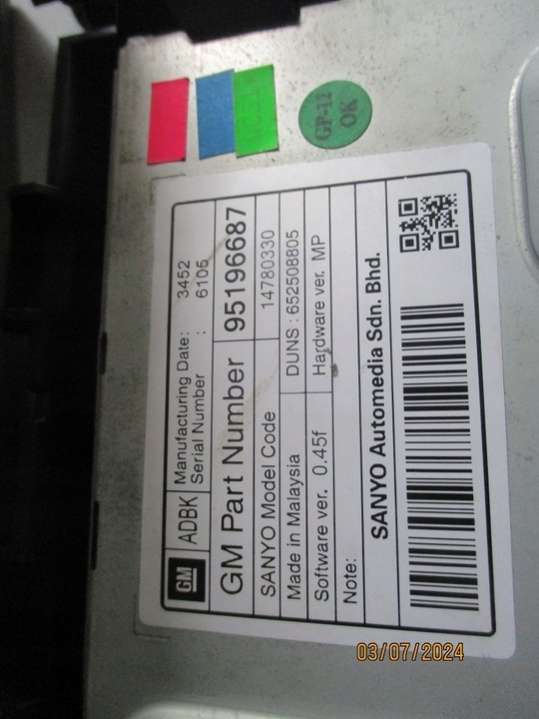 GP-12
OK
GM
ADBK
Manufacturing Date: 3452
Serial Number : 6105
GM Part Number 95196687
SANYO Model Code 14780330
Made in Malaysia DUNS : 652508805
Software ver. 0.45f Hardware ver. MP
Note:
SANYO Automedia Sdn. Bhd.
03/07/2024